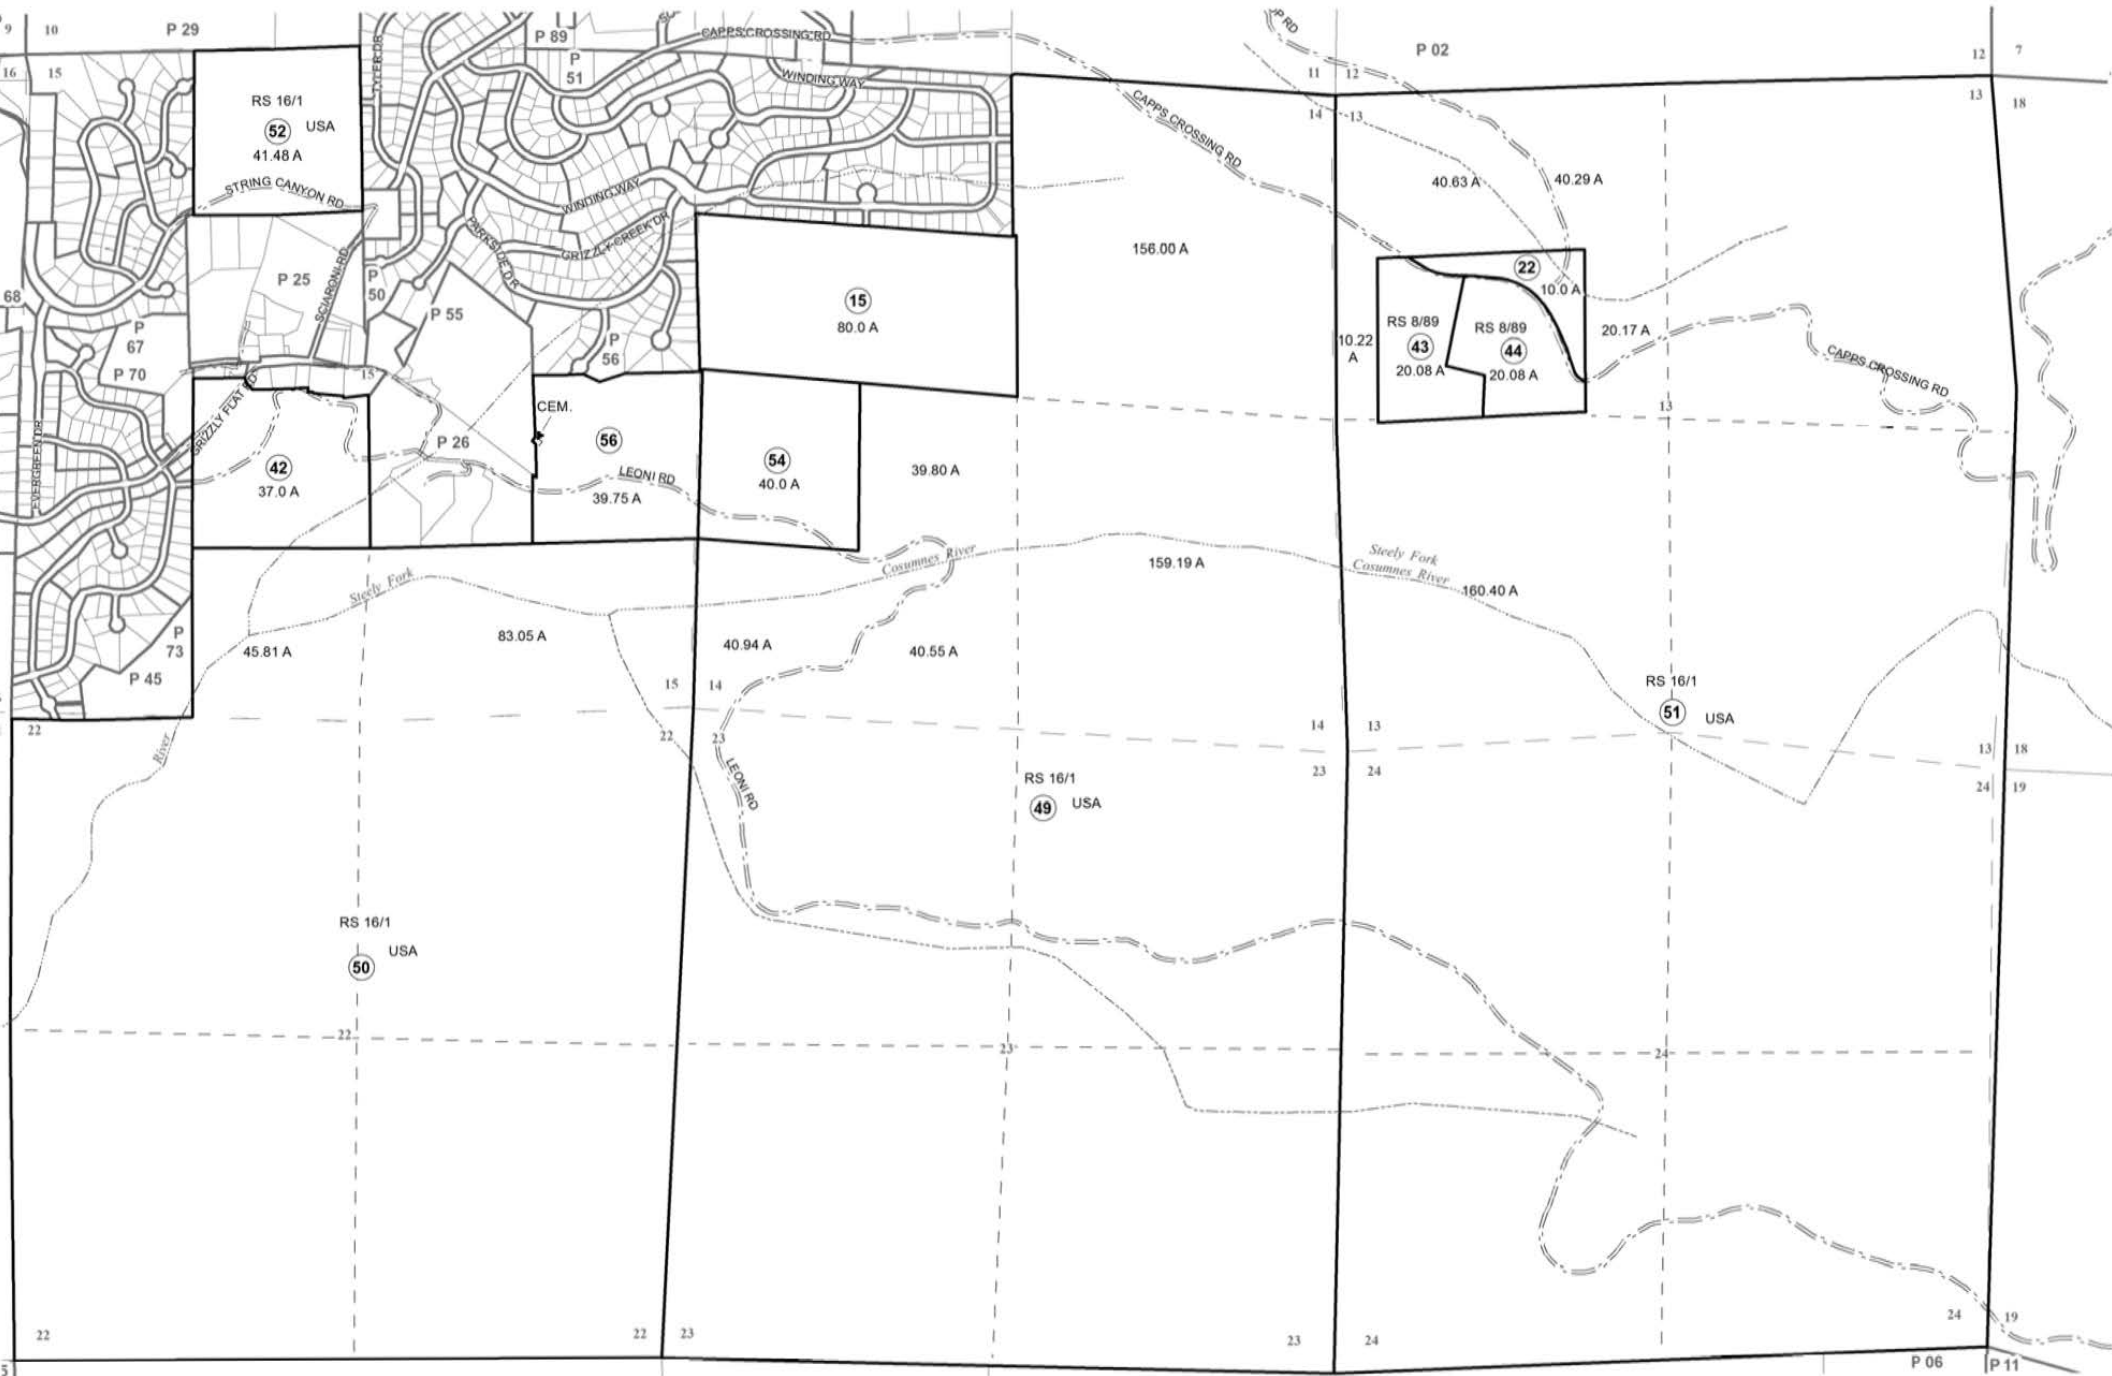 9
10
P 29
16
15
RS 16/1
52
USA
41.48 A
STRING CANYON RD
TYLER DR
P 89
P
51
CAPPS CROSSING RD
WINDING WAY
P 02
11
12
12
7
14
13
13
18
CAPPS CROSSING RD
40.63 A
40.29 A
WINDING WAY
GRIZZLY CREEK DR
PARKSIDE DR
156.00 A
P 25
SCIARONI RD
P
50
P 55
68
P
67
P 70
P
56
15
80.0 A
22
10.0 A
10.22
A
RS 8/89
43
20.08 A
RS 8/89
44
20.08 A
20.17 A
CAPPS CROSSING RD
15
13
GRIZZLY FLAT RD
EVERGREEN DR
CEM.
P 26
56
LEONI RD
39.75 A
42
37.0 A
54
40.0 A
39.80 A
Steely Fork
Cosumnes River
159.19 A
Steely Fork
Cosumnes River
160.40 A
P
73
P 45
45.81 A
83.05 A
40.94 A
40.55 A
15
14
22
22
23
14
13
23
24
RS 16/1
51
USA
13
18
24
19
River
LEONI RD
RS 16/1
49
USA
RS 16/1
50
USA
22
23
24
22
22
23
23
24
24
19
P 06
P 11